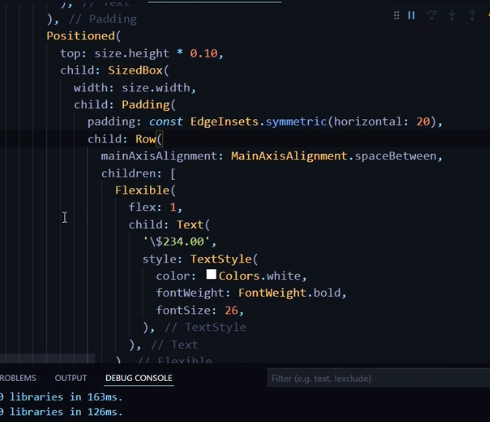 ), // Text
), // Padding
Positioned(
top: size.height * 0.10,
child: SizedBox(
width: size.width,
child: Padding(
padding: const EdgeInsets.symmetric(horizontal: 20),
child: Row(
mainAxisAlignment: MainAxisAlignment.spaceBetween,
children: [
Flexible(
flex: 1,
child: Text(
'\$234.00',
style: TextStyle(
color: Colors.white,
fontWeight: FontWeight.bold,
fontSize: 26,
), // TextStyle
), // Text
) // Flexible
ROBLEMS OUTPUT DEBUG CONSOLE Filter (e.g. text, !exclude)
0 libraries in 163ms.
0 libraries in 126ms.